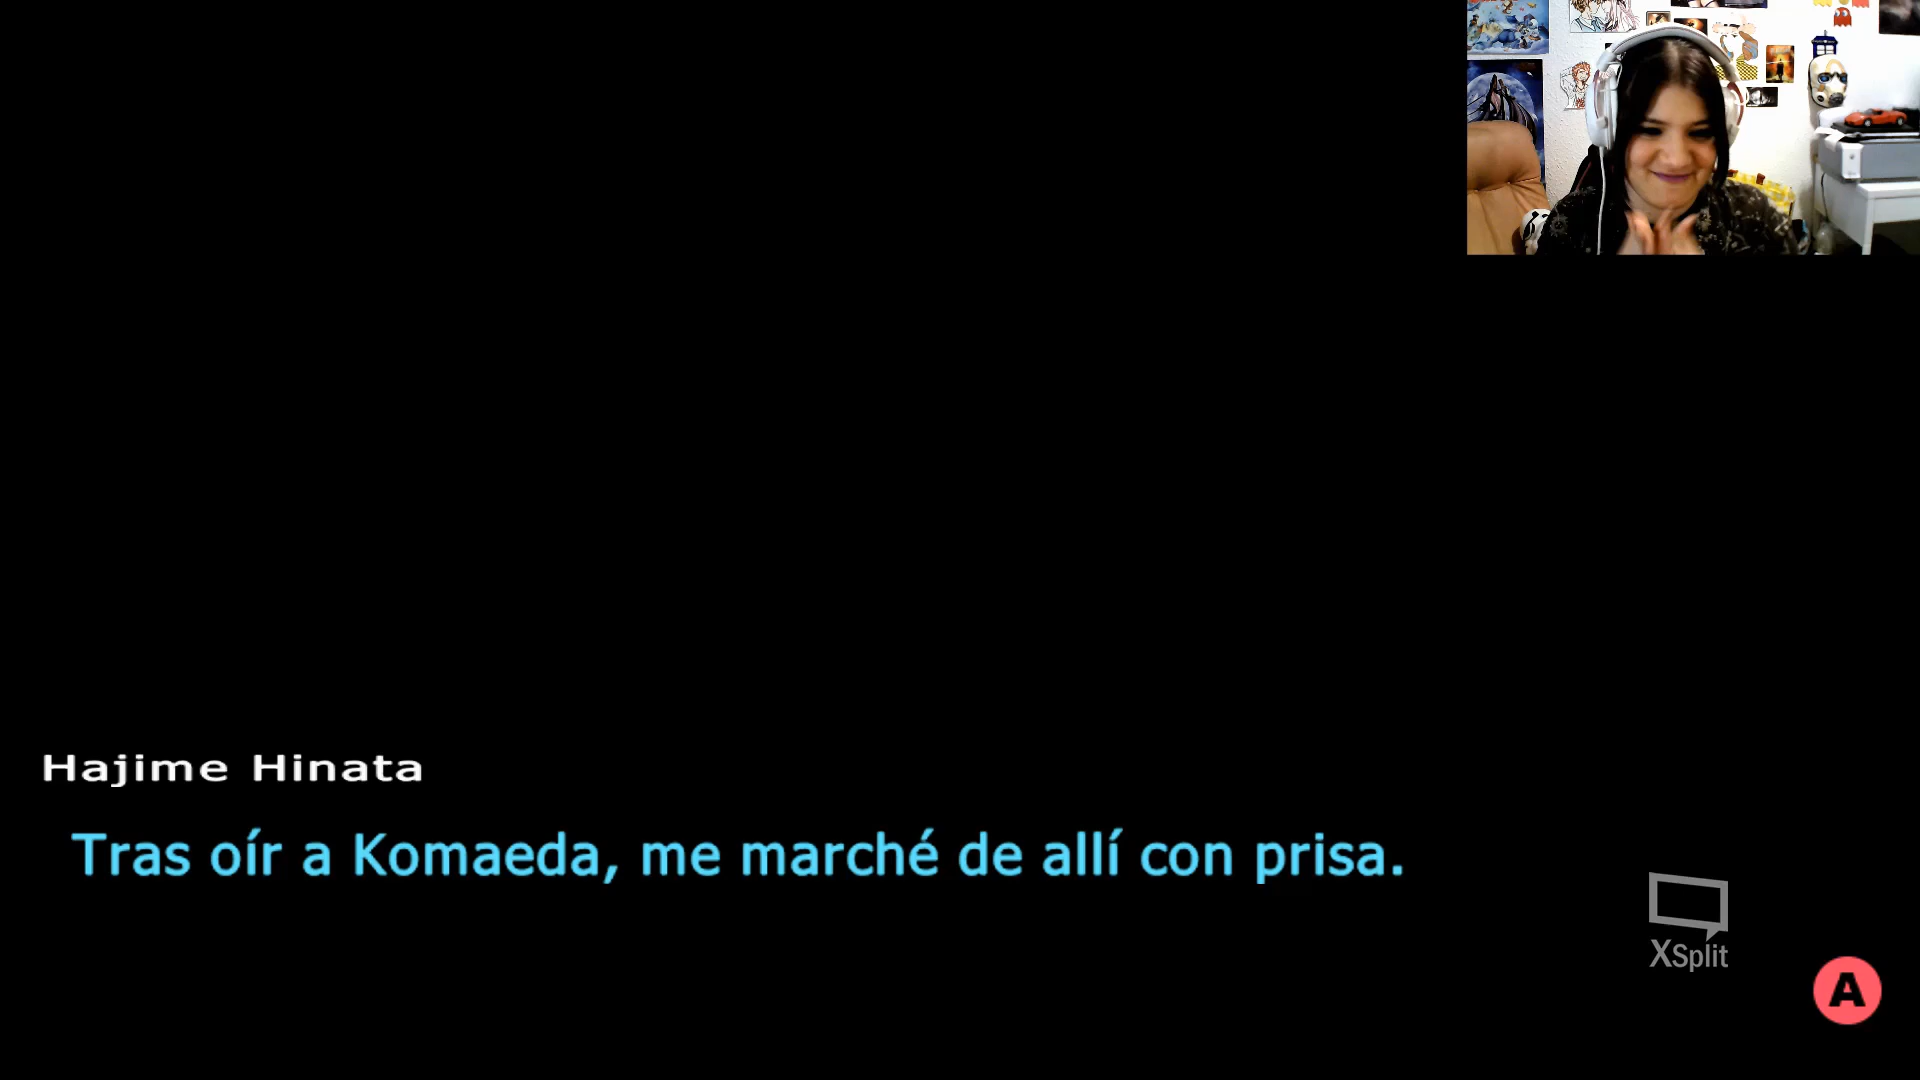 Hajime Hinata
Tras oír a Komaeda, me marché de allí con prisa.
XSplit
A